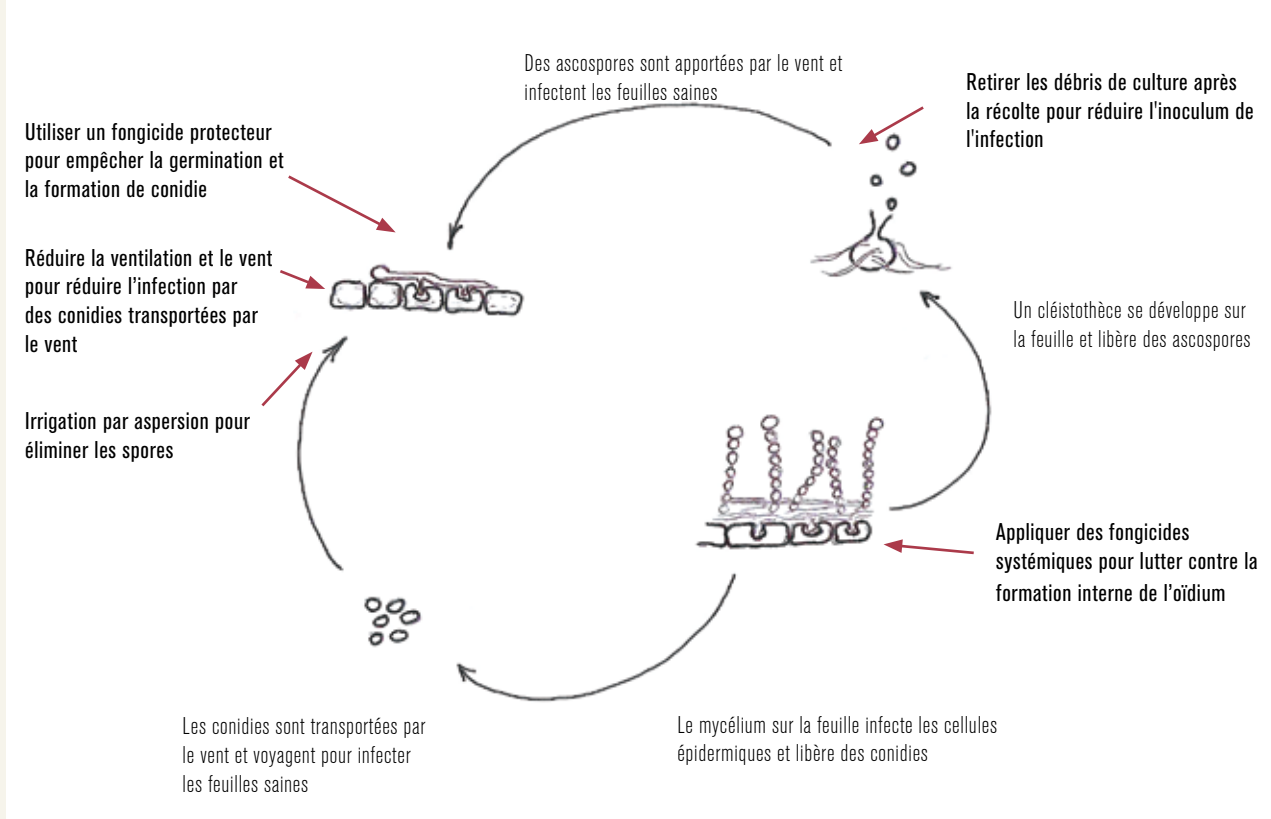 Des ascospores sont apportées par le vent et
infectent les feuilles saines
Retirer les débris de culture après
la récolte pour réduire l'inoculum de
l'infection
Utiliser un fongicide protecteur
pour empêcher la germination et
la formation de conidie
Réduire la ventilation et le vent
pour réduire l’infection par
des conidies transportées par
le vent
Un cléistothèce se développe sur
la feuille et libère des ascospores
Irrigation par aspersion pour
éliminer les spores
Appliquer des fongicides
systémiques pour lutter contre la
formation interne de l’oïdium
Les conidies sont transportées par
le vent et voyagent pour infecter
les feuilles saines
Le mycélium sur la feuille infecte les cellules
épidermiques et libère des conidies